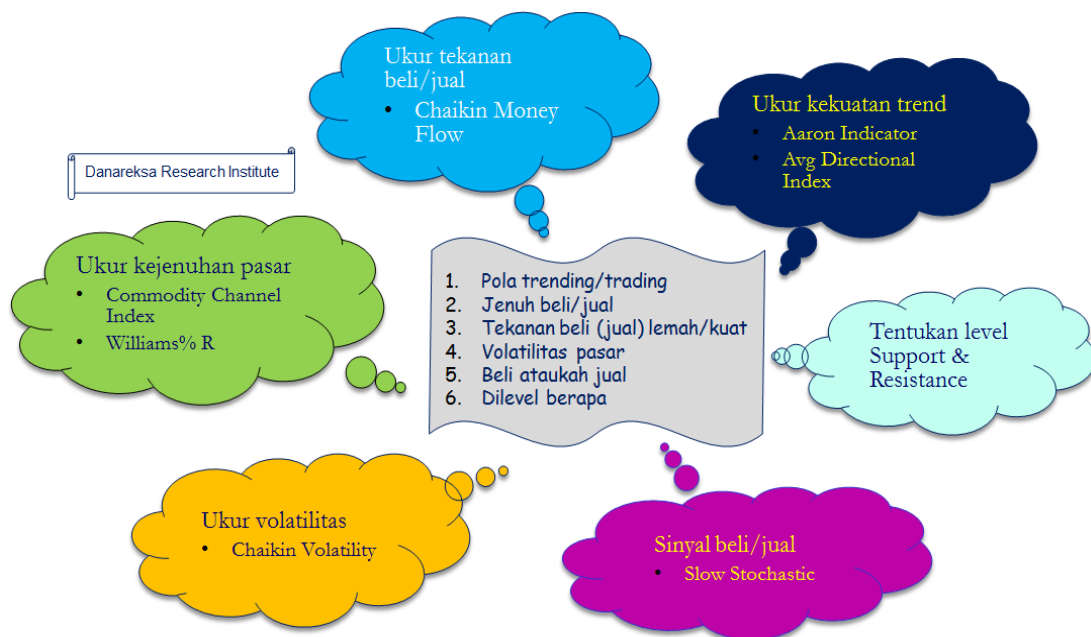 Ukur tekanan
beli/jual
• Chaikin Money
Flow
Ukur kekuatan trend
• Aaron Indicator
• Avg Directional
Index
Danareksa Research Institute
Ukur kejenuhan pasar
• Commodity Channel
Index
• Williams% R
1. Pola trending/trading
2. Jenuh beli/jual
3. Tekanan beli (jual) lemah/kuat
4. Volatilitas pasar
5. Beli ataukah jual
6. Dilevel berapa
Tentukan level
Support &
Resistance
Ukur volatilitas
• Chaikin Volatility
Sinyal beli/jual
• Slow Stochastic